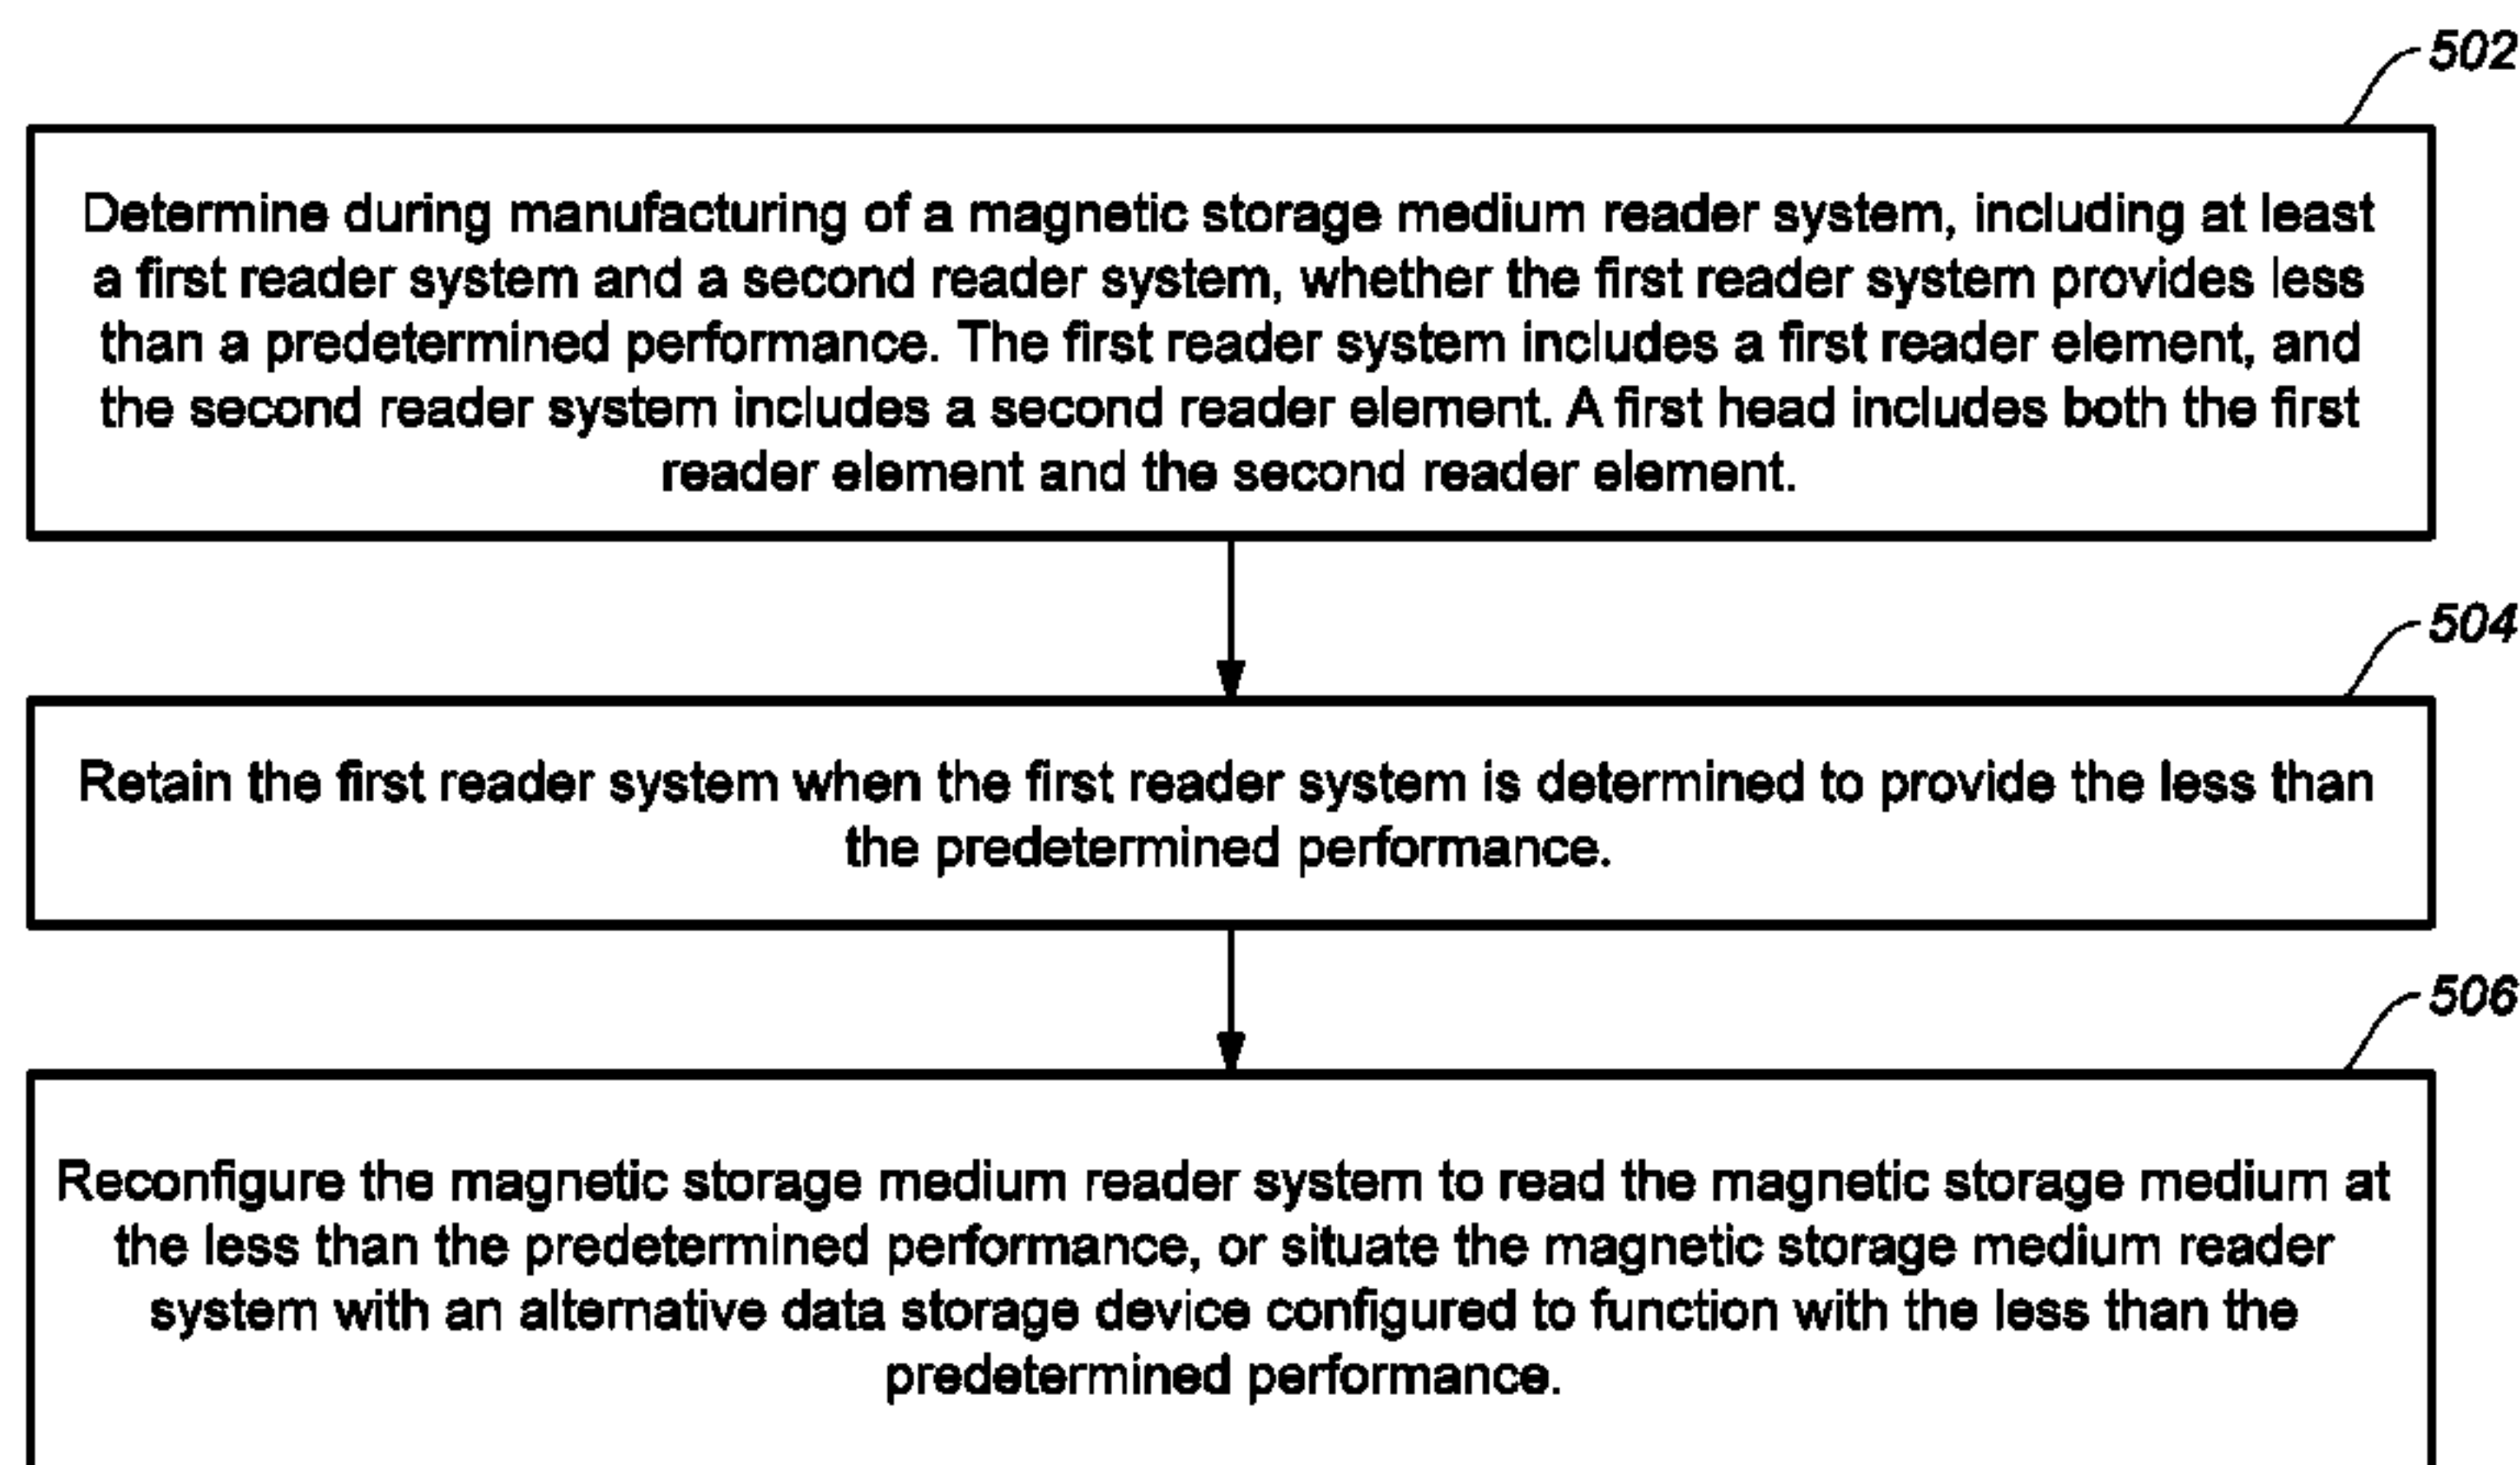 502
Determine during manufacturing of a magnetic storage medium reader system, including at least
a first reader system and a second reader system, whether the first reader system provides less
than a predetermined performance. The first reader system includes a first reader element, and
the second reader system includes a second reader element. A first head includes both the first
reader element and the second reader element.
504
Retain the first reader system when the first reader system is determined to provide the less than
the predetermined performance.
506
Reconfigure the magnetic storage medium reader system to read the magnetic storage medium at
the less than the predetermined performance, or situate the magnetic storage medium reader
system with an alternative data storage device configured to function with the less than the
predetermined performance.